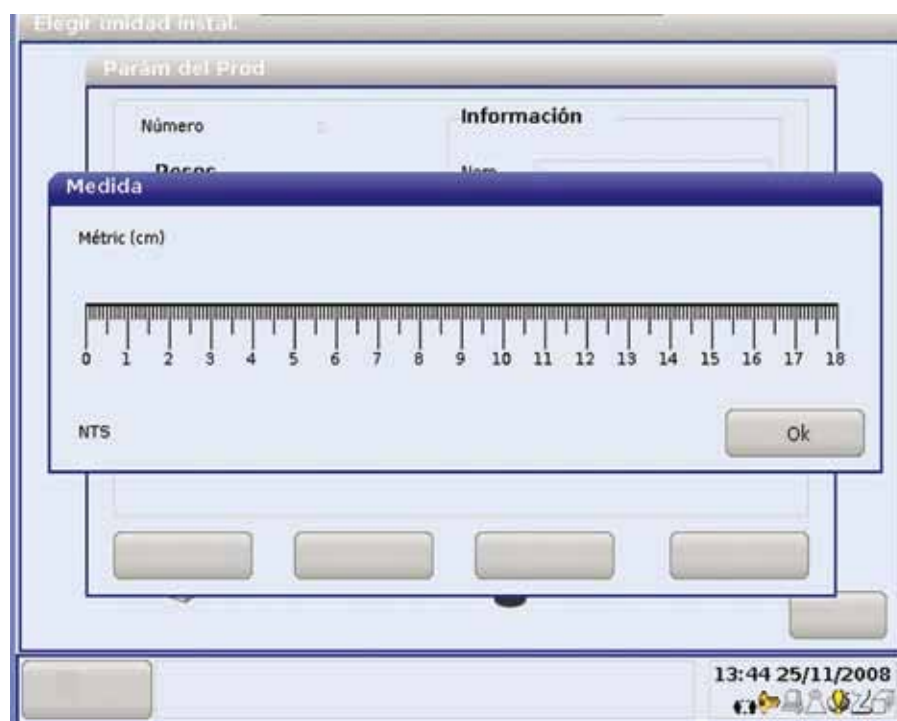 Elegir unidad instal.
Parám del Prod
Número
Información
Medida
Métric (cm)
0 1 2 3 4 5 6 7 8 9 10 11 12 13 14 15 16 17 18
NTS
Ok
13:44 25/11/2008